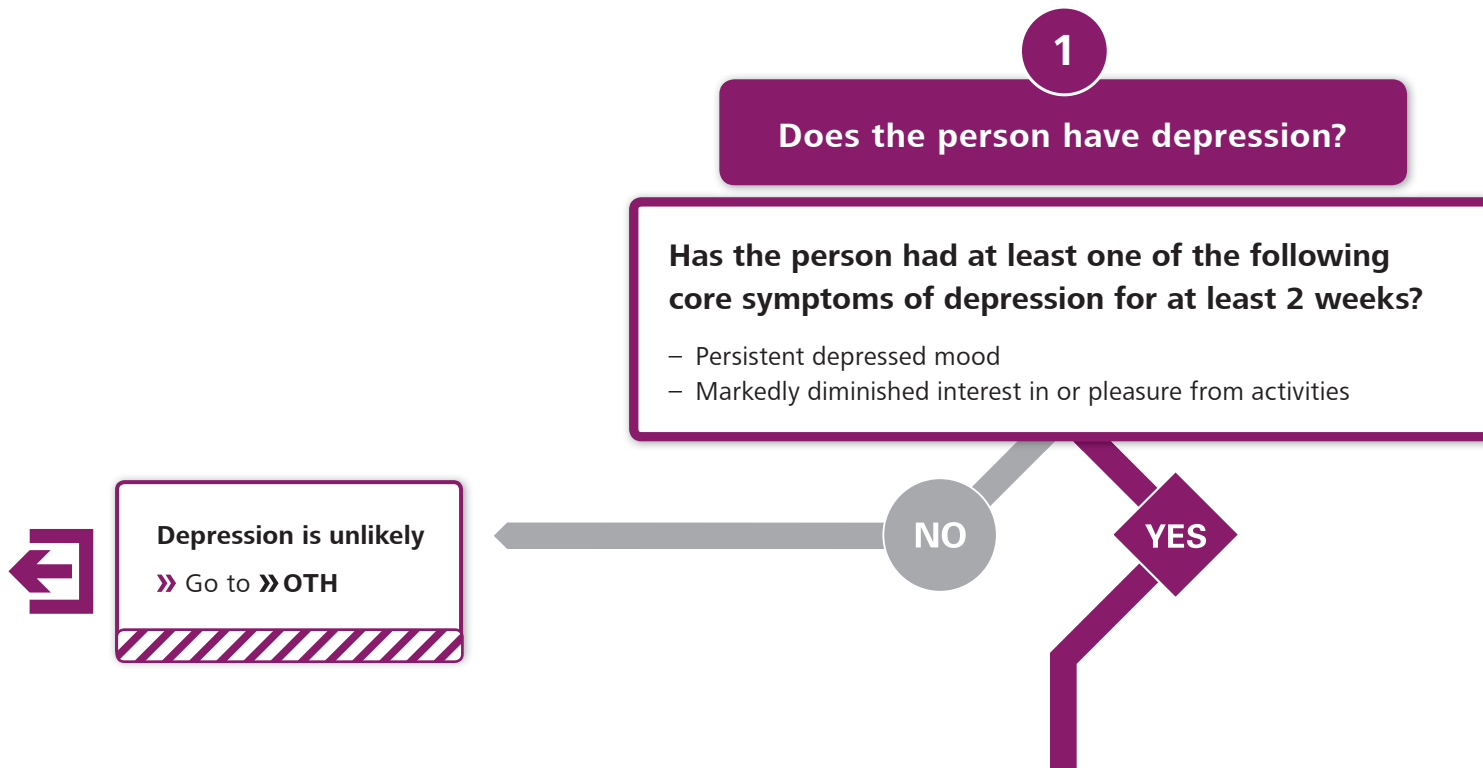 1
Does the person have depression?
Has the person had at least one of the following
core symptoms of depression for at least 2 weeks?
– Persistent depressed mood
– Markedly diminished interest in or pleasure from activities
NO
YES
Depression is unlikely
» Go to »OTH